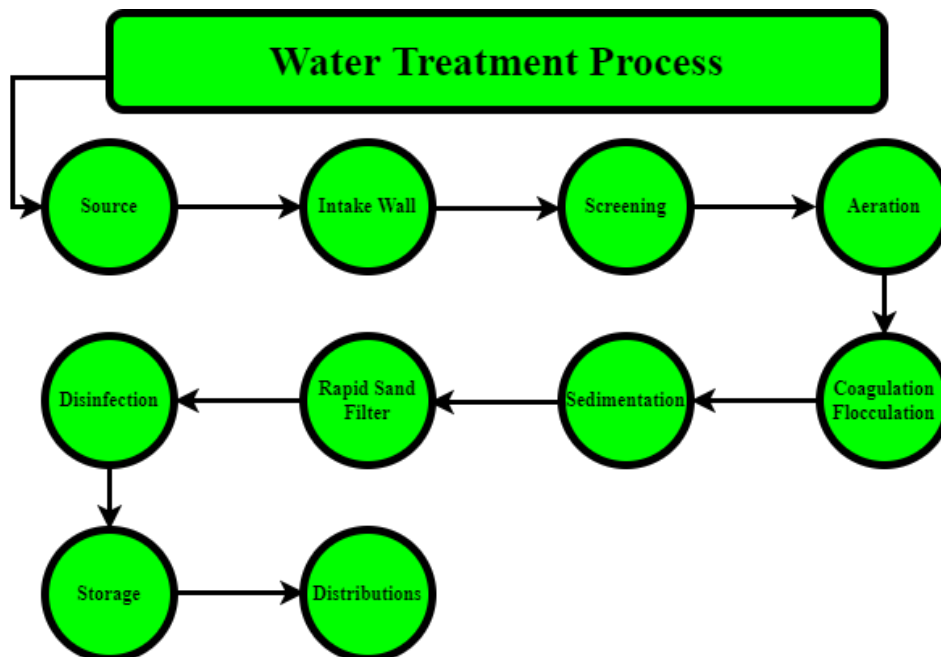 Water Treatment Process
Source
Intake Wall
Screening
Aeration
Coagulation
Flocculation
Sedimentation
Rapid Sand
Filter
Disinfection
Storage
Distributions